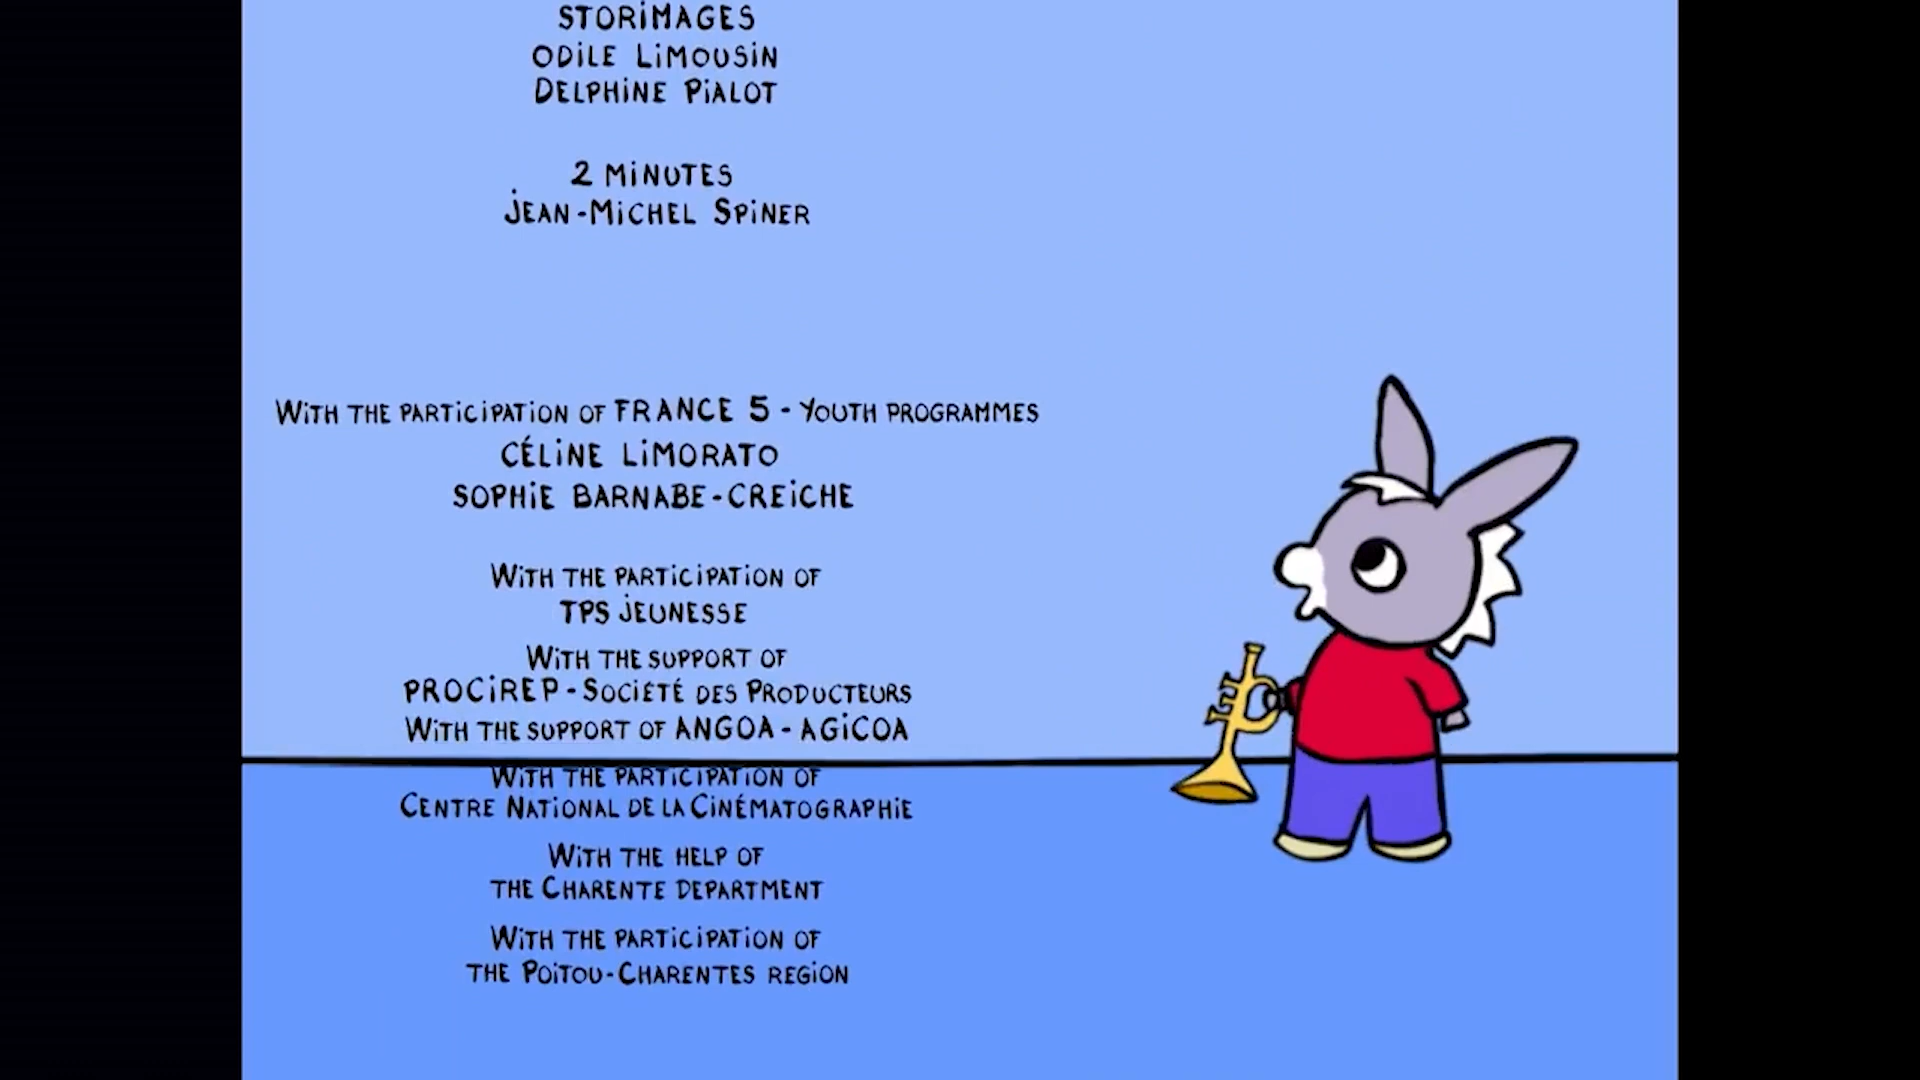 STORiMAGES
ODiLE LiMOUSiN
DELPHiNE PiALOT
2 MiNUTES
jEAN-MiCHEL SPiNER
WiTH THE PARTiCiPATiON OF FRANCE 5 - YOUTH PROGRAMMES
CÉLiNE LiMORATO
SOPHiE BARNABE-CREiCHE
WiTH THE PARTiCiPATiON OF
TPS jEUNESSE
WiTH THE SUPPORT OF
PROCiREP - SOCiÉTÉ DES PRODUCTEURS
WiTH THE SUPPORT OF ANGOA - AGiCOA
WiTH THE PARTiCiPATiON OF
CENTRE NATiONAL DE LA CiNÉMATOGRAPHiE
WiTH THE HELP OF
THE CHARENTE DEPARTMENT
WiTH THE PARTiCiPATiON OF
THE POiTOU-CHARENTES REGiON